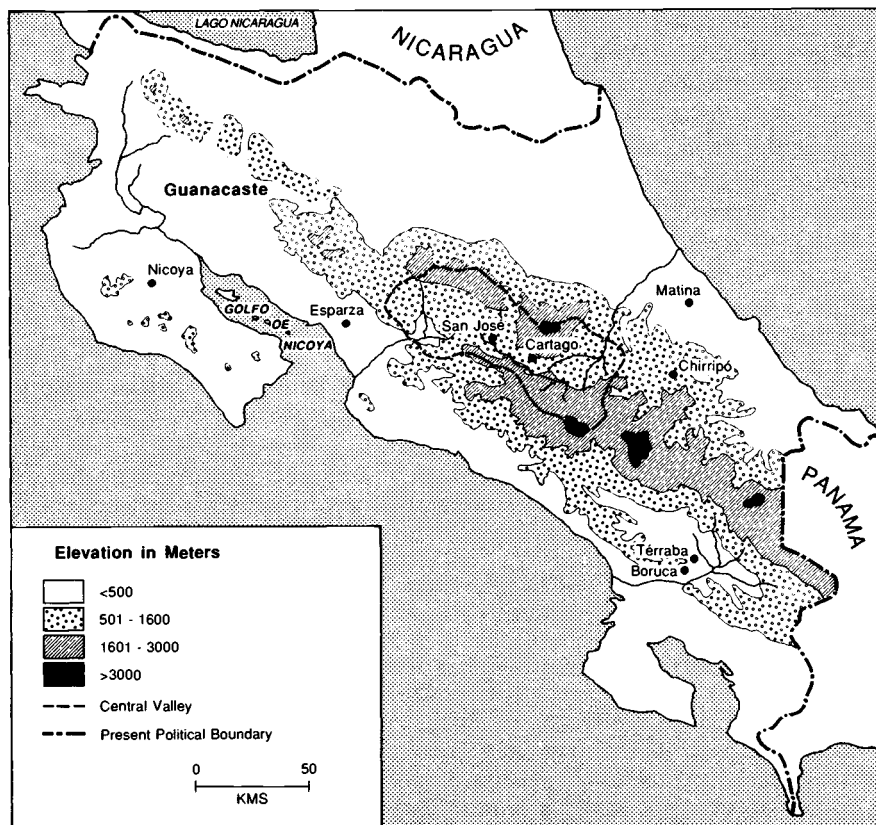 LAGO NICARAGUA
NICARAGUA
Guanacaste
Nicoya
GOLFO DE
NICOYA
Esparza
San José
Cartago
Matina
Chirripó
PANAMA
Térraba
Boruca
Elevation in Meters
<500
501 - 1600
1601 - 3000
>3000
Central Valley
Present Political Boundary
0 50
KMS